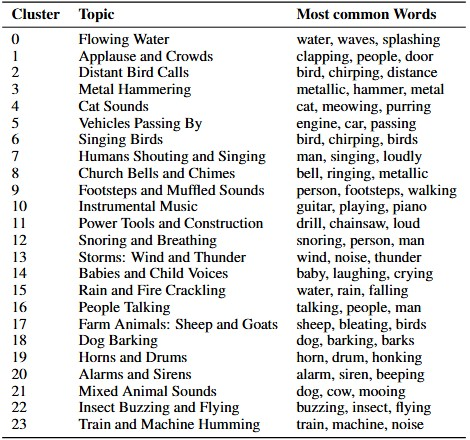 Cluster Topic Most common Words
0 Flowing Water water, waves, splashing
1 Applause and Crowds clapping, people, door
2 Distant Bird Calls bird, chirping, distance
3 Metal Hammering metallic, hammer, metal
4 Cat Sounds cat, meowing, purring
5 Vehicles Passing By engine, car, passing
6 Singing Birds bird, chirping, birds
7 Humans Shouting and Singing man, singing, loudly
8 Church Bells and Chimes bell, ringing, metallic
9 Footsteps and Muffled Sounds person, footsteps, walking
10 Instrumental Music guitar, playing, piano
11 Power Tools and Construction drill, chainsaw, loud
12 Snoring and Breathing snoring, person, man
13 Storms: Wind and Thunder wind, noise, thunder
14 Babies and Child Voices baby, laughing, crying
15 Rain and Fire Crackling water, rain, falling
16 People Talking talking, people, man
17 Farm Animals: Sheep and Goats sheep, bleating, birds
18 Dog Barking dog, barking, barks
19 Horns and Drums horn, drum, honking
20 Alarms and Sirens alarm, siren, beeping
21 Mixed Animal Sounds dog, cow, mooing
22 Insect Buzzing and Flying buzzing, insect, flying
23 Train and Machine Humming train, machine, noise